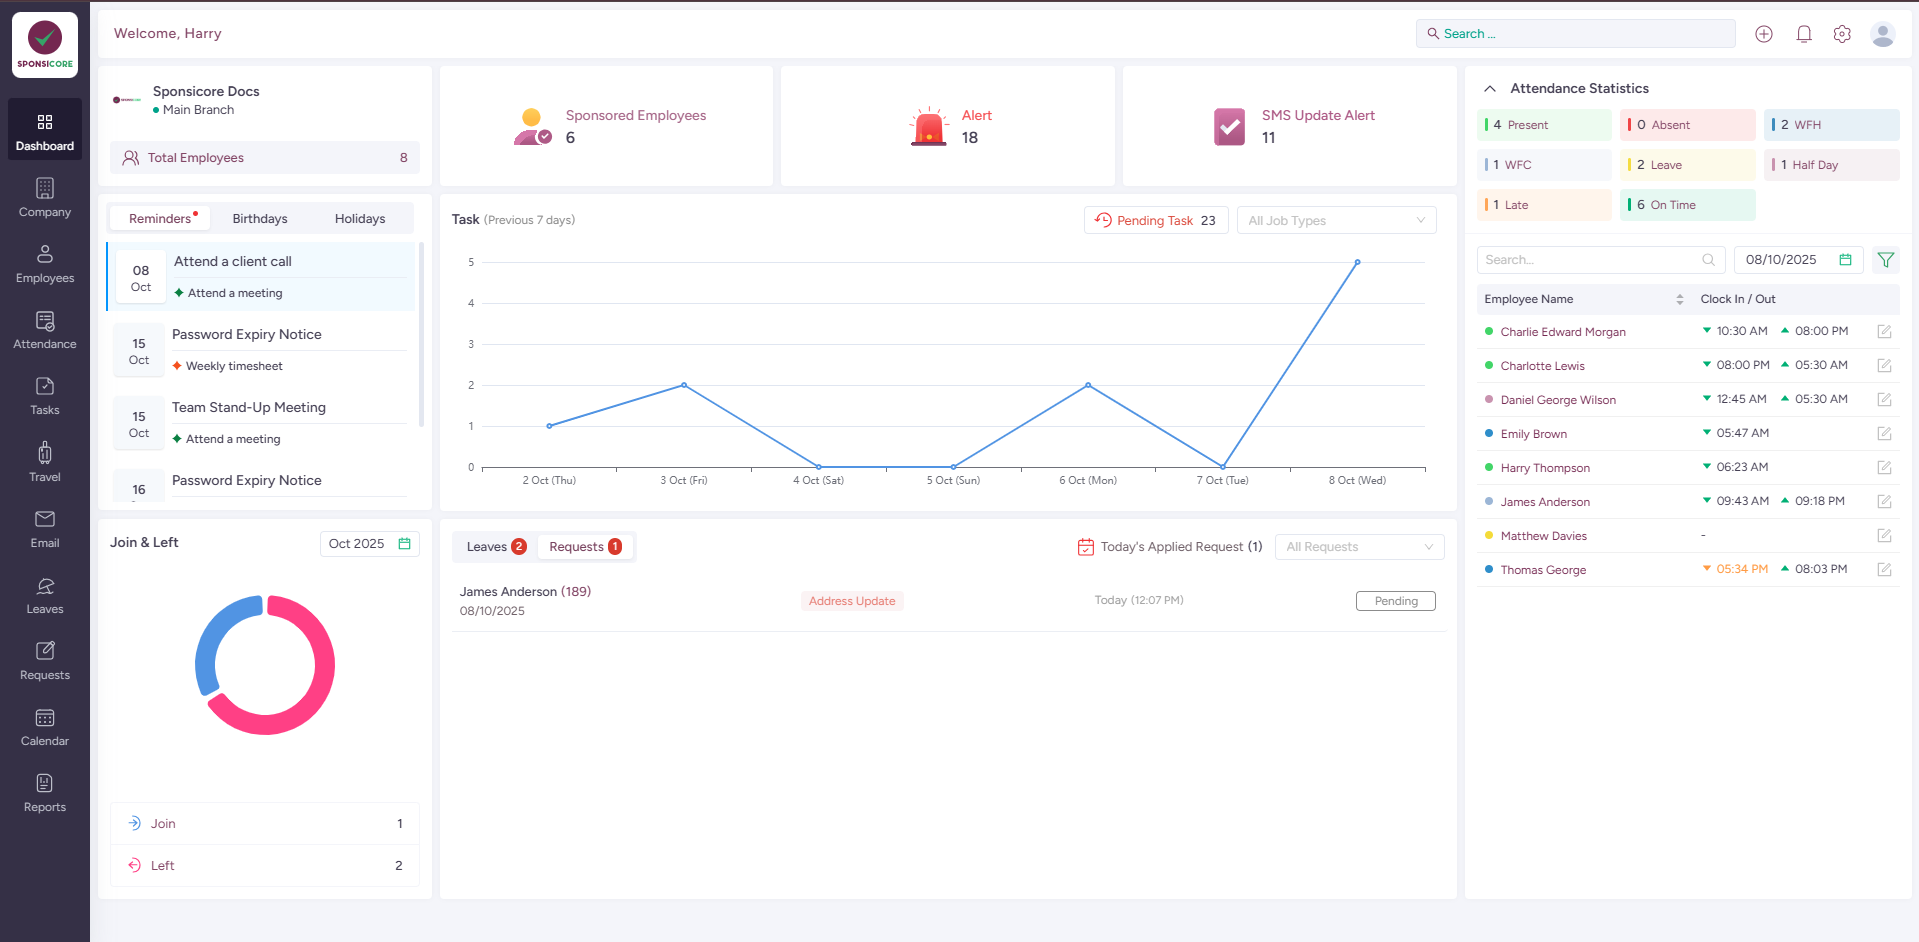 SPONSICORE
Dashboard
Company
Employees
Attendance
Tasks
Travel
Email
Leaves
Requests
Calendar
Reports
Welcome, Harry
Search ...
Sponsicore Docs
Main Branch
Total Employees 8
Sponsored Employees
6
Alert
18
SMS Update Alert
11
Reminders Birthdays Holidays
08 Oct Attend a client call
Attend a meeting
15 Oct Password Expiry Notice
Weekly timesheet
15 Oct Team Stand-Up Meeting
Attend a meeting
16 Password Expiry Notice
Task (Previous 7 days) Pending Task 23 All Job Types
5
4
3
2
1
0
2 Oct (Thu) 3 Oct (Fri) 4 Oct (Sat) 5 Oct (Sun) 6 Oct (Mon) 7 Oct (Tue) 8 Oct (Wed)
Join & Left Oct 2025
Join 1
Left 2
Leaves 2 Requests 1 Today's Applied Request (1) All Requests
James Anderson (189)
08/10/2025
Address Update
Today (12:07 PM)
Pending
Attendance Statistics
4 Present 0 Absent 2 WFH
1 WFC 2 Leave 1 Half Day
1 Late 6 On Time
Search... 08/10/2025
Employee Name Clock In / Out
Charlie Edward Morgan 10:30 AM 08:00 PM
Charlotte Lewis 08:00 PM 05:30 AM
Daniel George Wilson 12:45 AM 05:30 AM
Emily Brown 05:47 AM
Harry Thompson 06:23 AM
James Anderson 09:43 AM 09:18 PM
Matthew Davies -
Thomas George 05:34 PM 08:03 PM